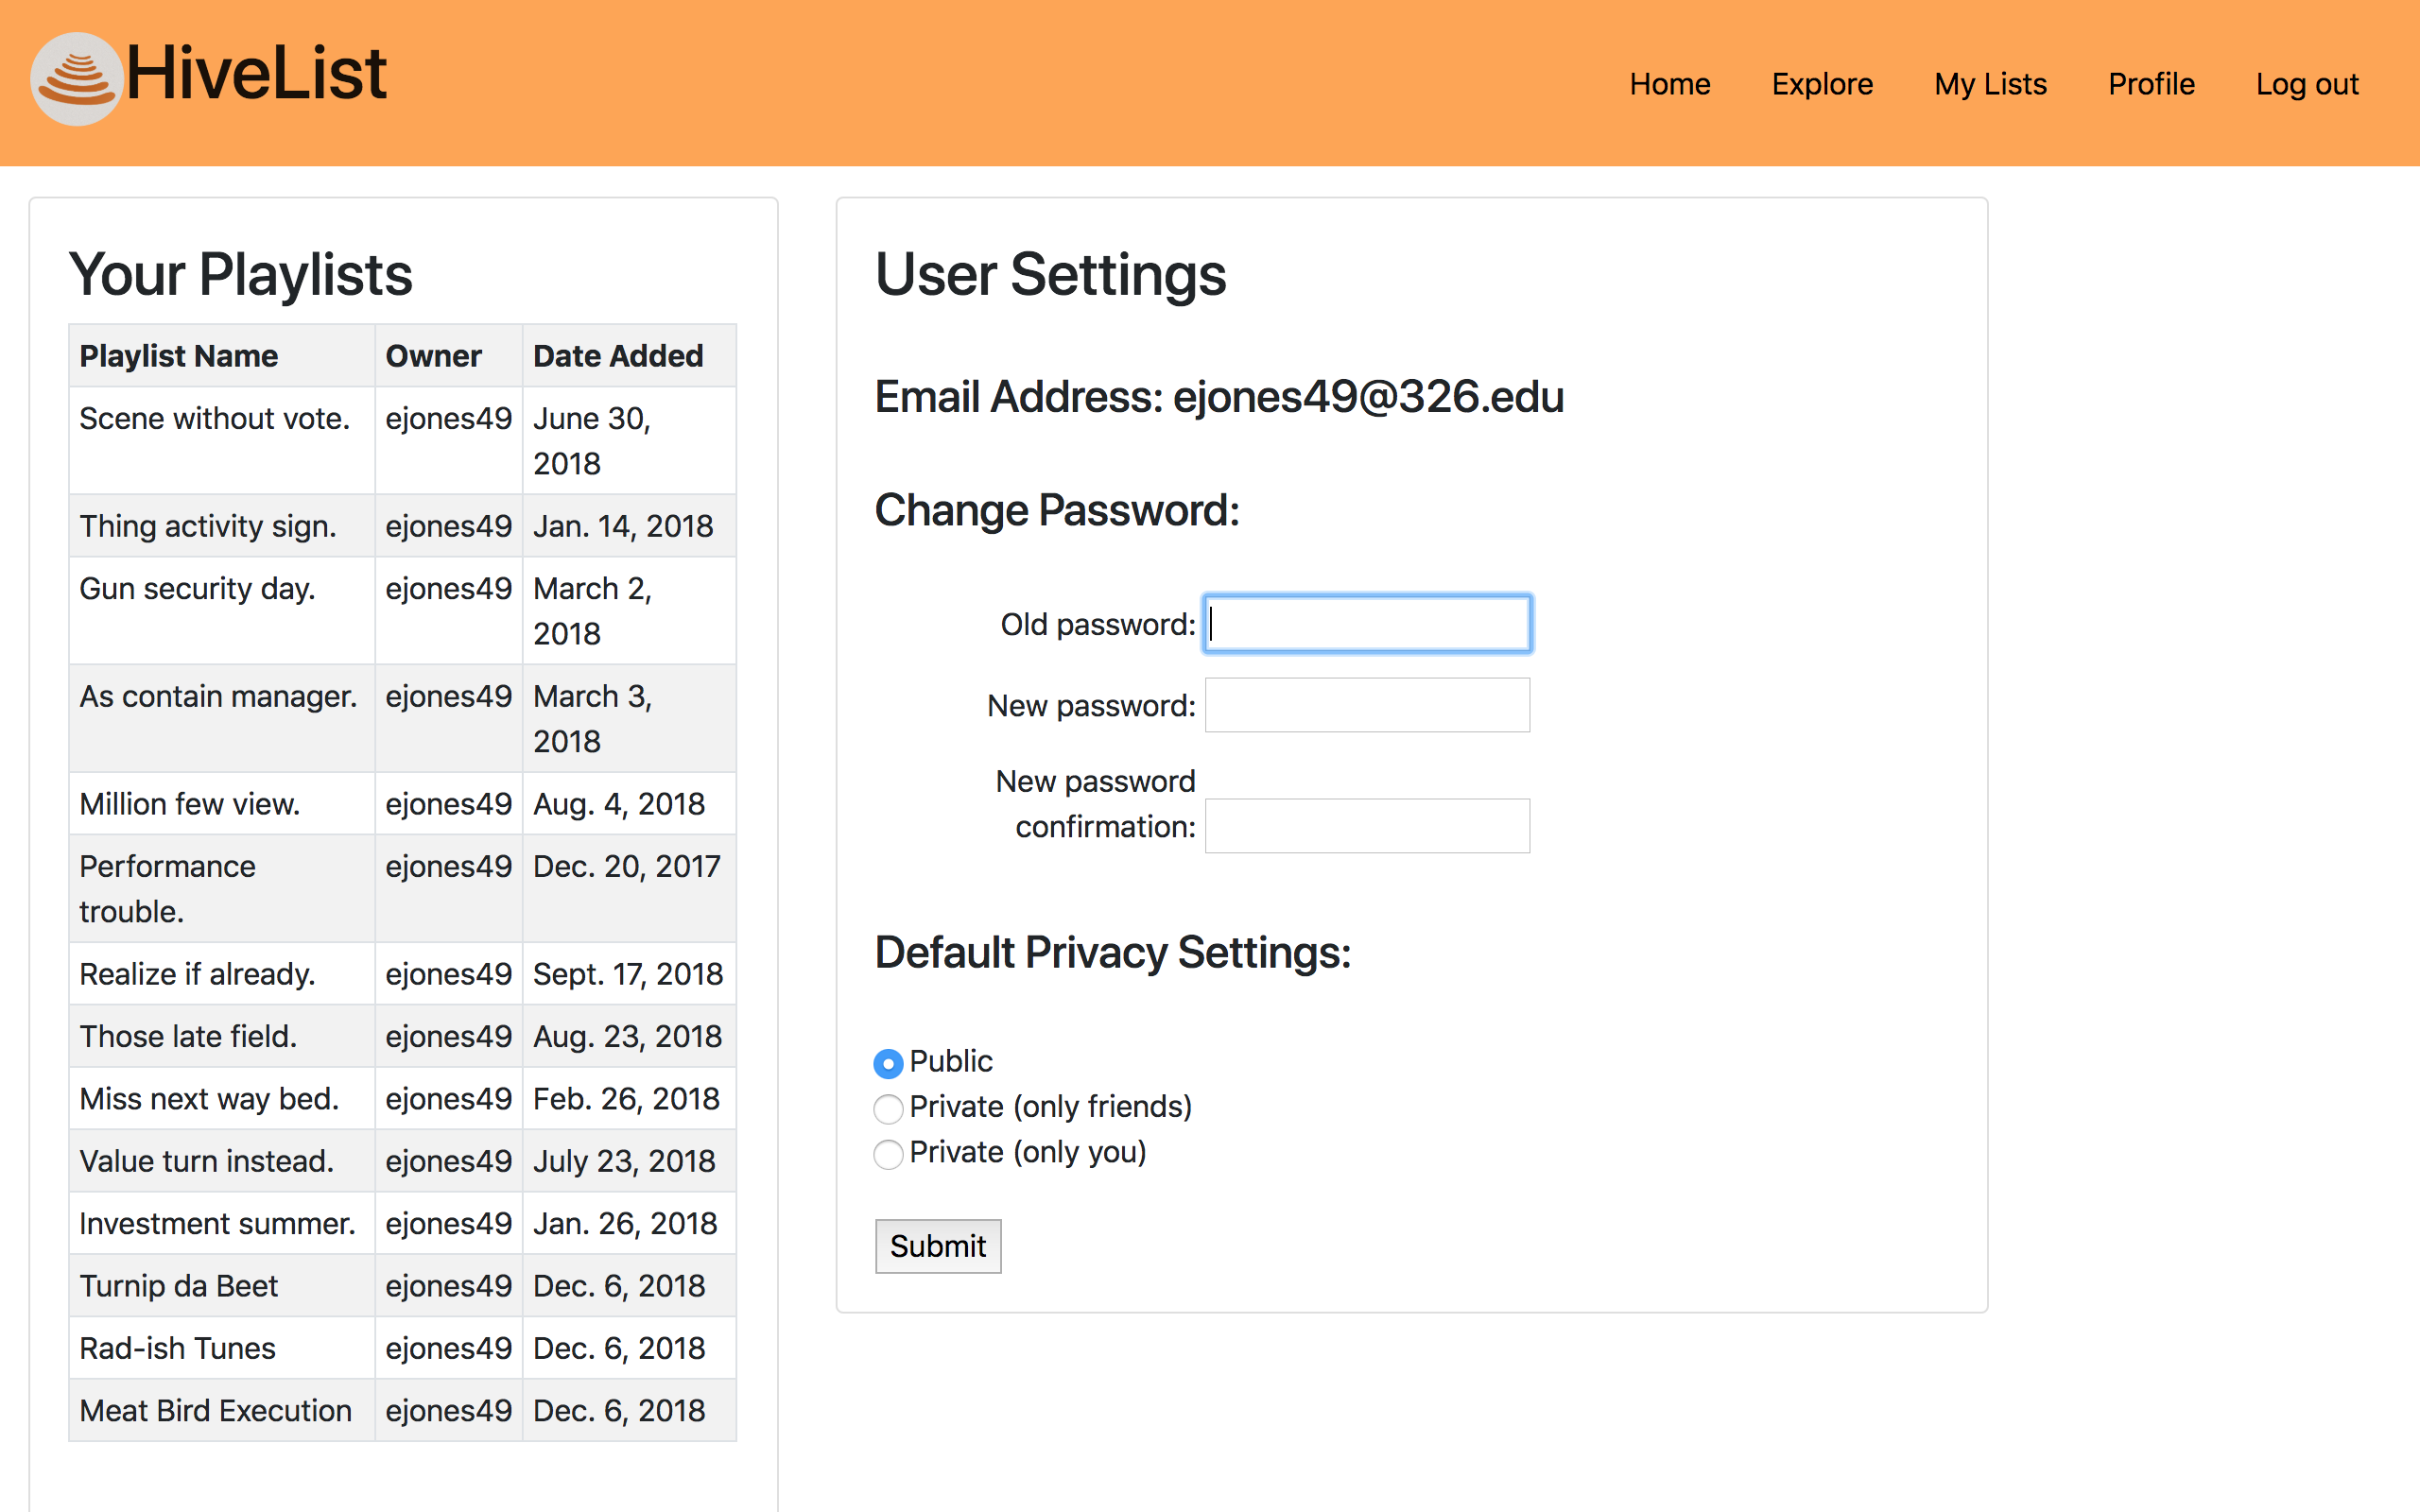 HiveList
Home Explore My Lists Profile Log out
Your Playlists
Playlist Name Owner Date Added
Scene without vote. ejones49 June 30,
2018
Thing activity sign. ejones49 Jan. 14, 2018
Gun security day. ejones49 March 2,
2018
As contain manager. ejones49 March 3,
2018
Million few view. ejones49 Aug. 4, 2018
Performance ejones49 Dec. 20, 2017
trouble.
Realize if already. ejones49 Sept. 17, 2018
Those late field. ejones49 Aug. 23, 2018
Miss next way bed. ejones49 Feb. 26, 2018
Value turn instead. ejones49 July 23, 2018
Investment summer. ejones49 Jan. 26, 2018
Turnip da Beet ejones49 Dec. 6, 2018
Rad-ish Tunes ejones49 Dec. 6, 2018
Meat Bird Execution ejones49 Dec. 6, 2018
User Settings
Email Address: ejones49@326.edu
Change Password:
Old password:
New password:
New password
confirmation:
Default Privacy Settings:
Public
Private (only friends)
Private (only you)
Submit